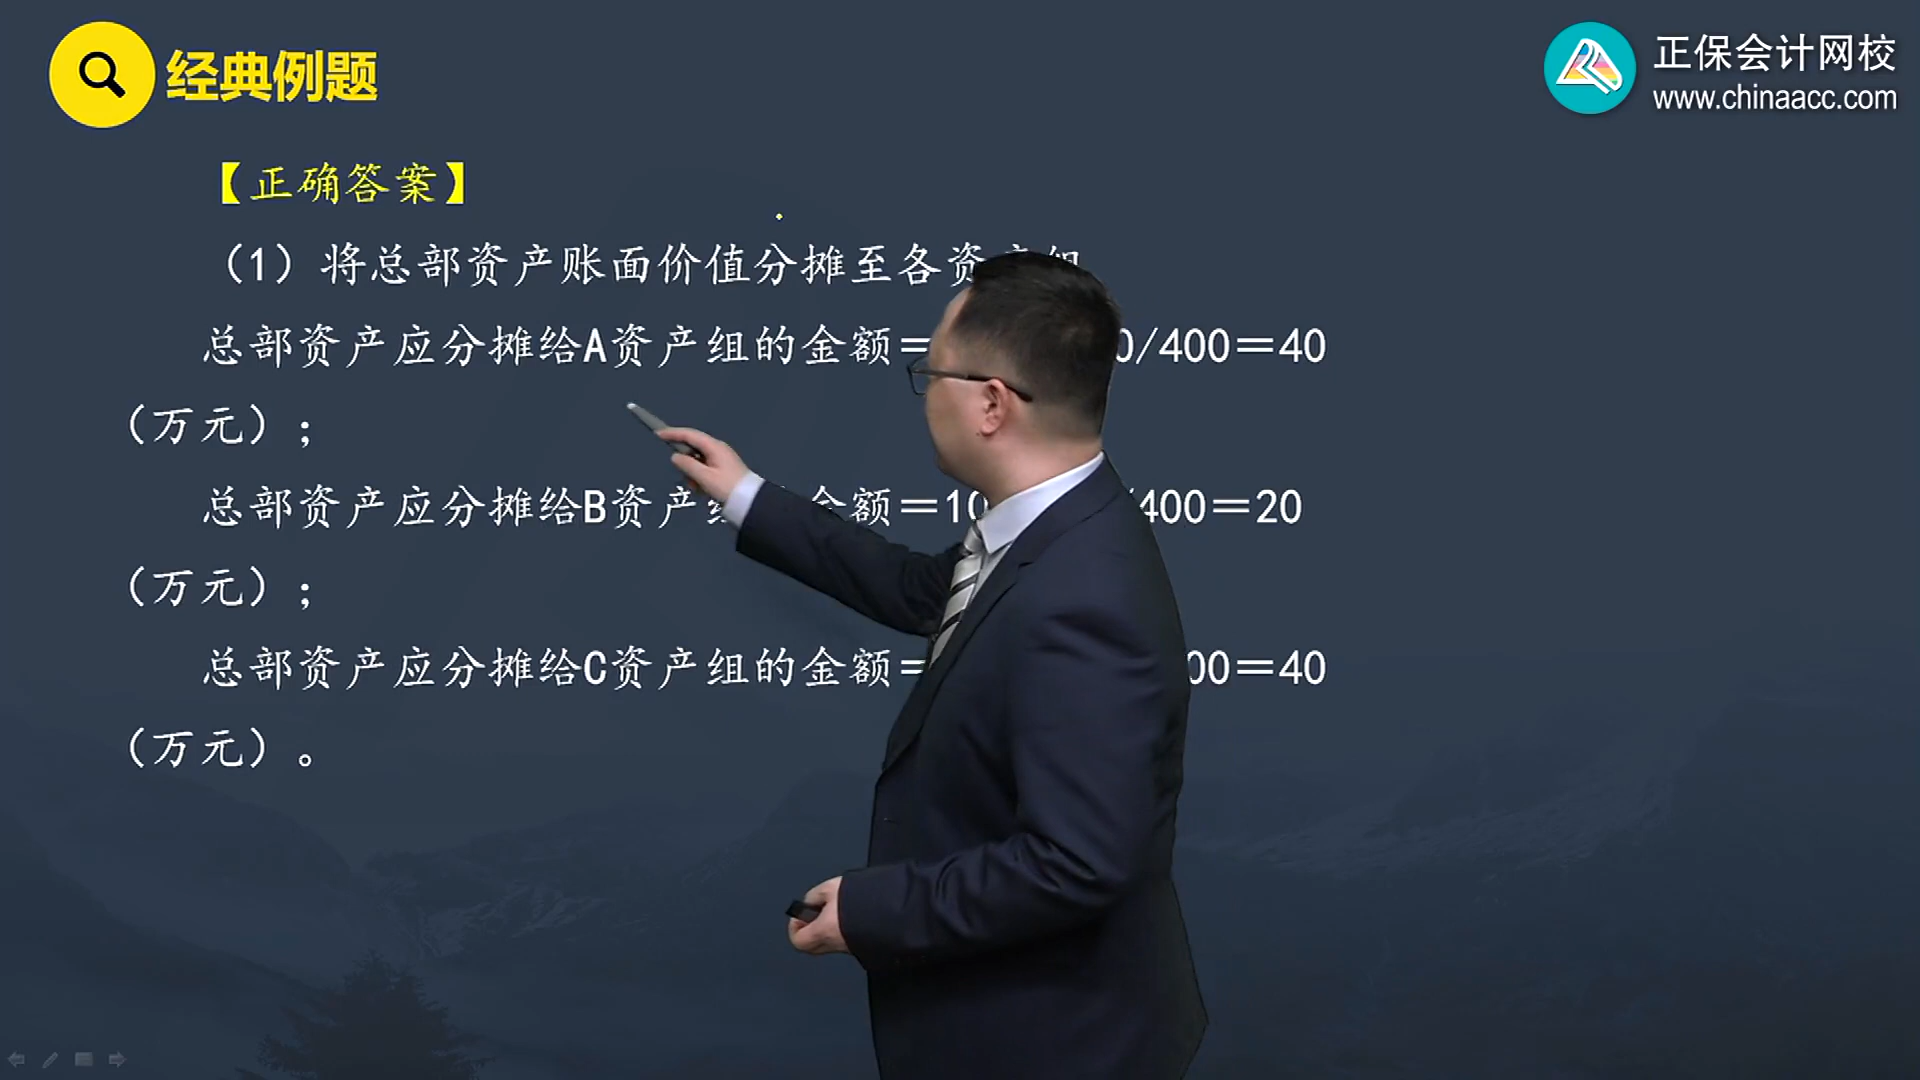 经典例题
正保会计网校
www.chinaacc.com
【正确答案】
（1）将总部资产账面价值分摊至各资
总部资产应分摊给A资产组的金额＝ 0/400＝40
（万元）；
总部资产应分摊给B资产 金额＝10 /400＝20
（万元）；
总部资产应分摊给C资产组的金额＝ 00＝40
（万元）。